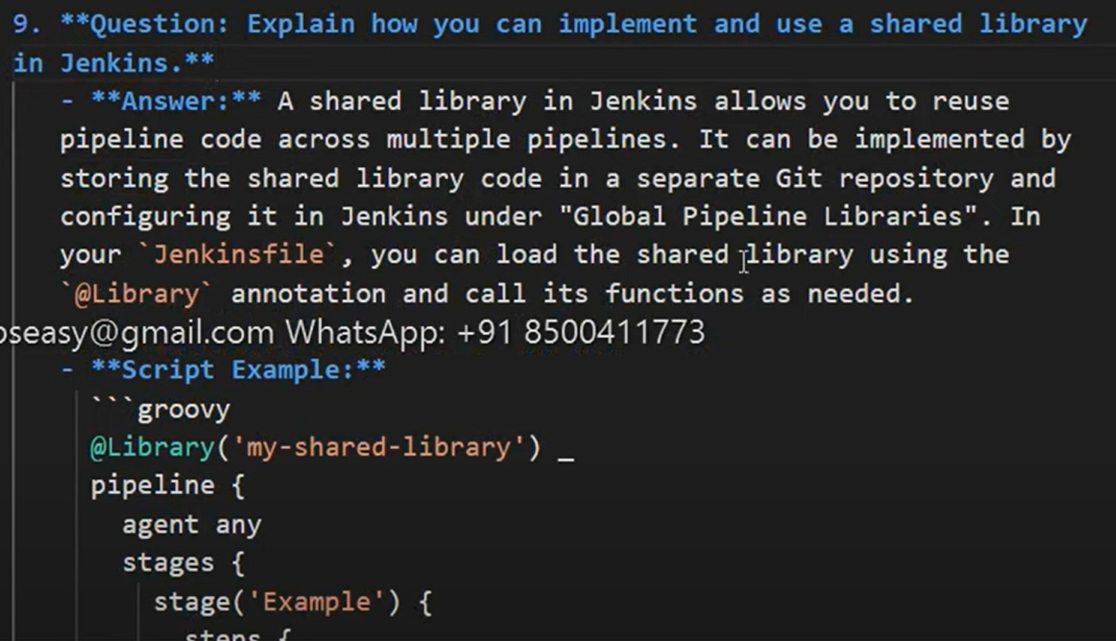 9. **Question: Explain how you can implement and use a shared library
in Jenkins.**
- **Answer:** A shared library in Jenkins allows you to reuse
pipeline code across multiple pipelines. It can be implemented by
storing the shared library code in a separate Git repository and
configuring it in Jenkins under "Global Pipeline Libraries". In
your `Jenkinsfile`, you can load the shared library using the
`@Library` annotation and call its functions as needed.
oseasy@gmail.com WhatsApp: +91 8500411773
- **Script Example:**
```groovy
@Library('my-shared-library') _
pipeline {
agent any
stages {
stage('Example') {
steps {